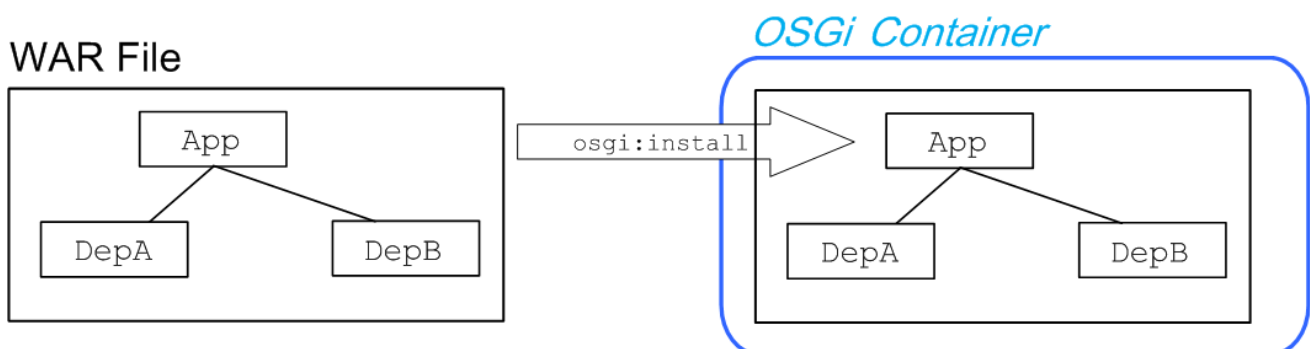 OSGi Container
WAR File
App
osgi:install
App
DepA
DepB
DepA
DepB